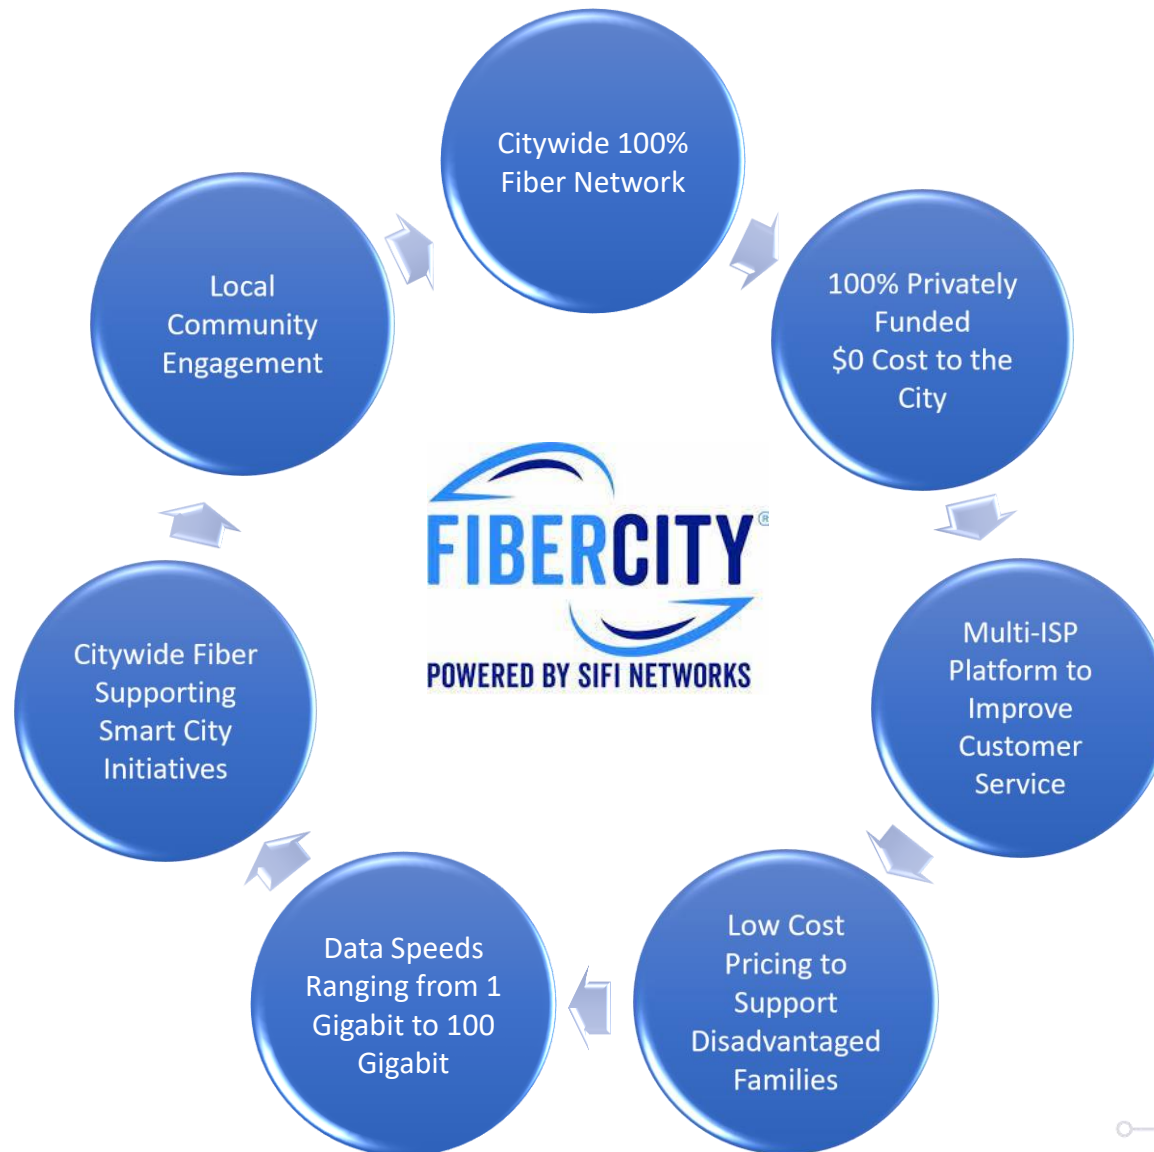 Citywide 100%
Fiber Network
100% Privately
Funded
$0 Cost to the
City
Multi-ISP
Platform to
Improve
Customer
Service
Low Cost
Pricing to
Support
Disadvantaged
Families
Data Speeds
Ranging from 1
Gigabit to 100
Gigabit
Citywide Fiber
Supporting
Smart City
Initiatives
Local
Community
Engagement
FIBERCITY®
POWERED BY SIFI NETWORKS